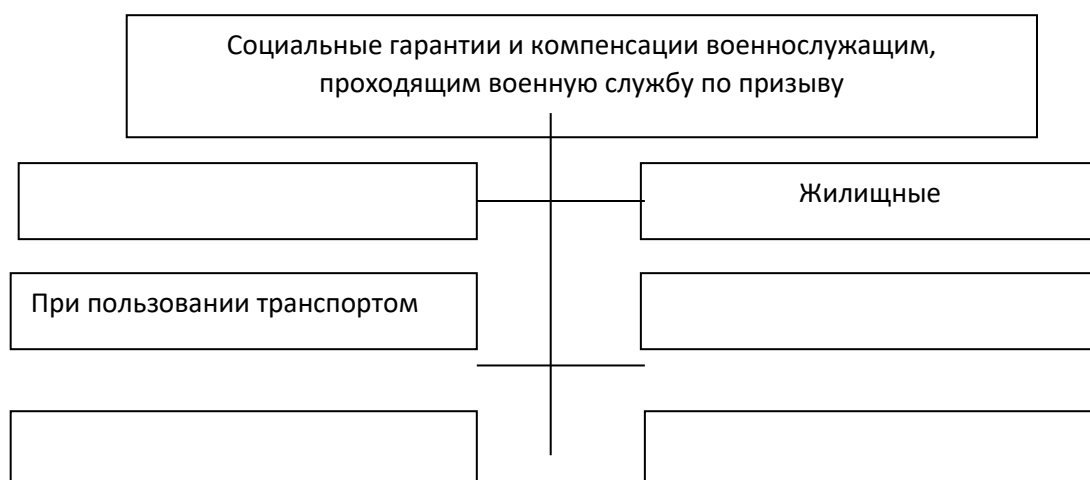 Социальные гарантии и компенсации военнослужащим,
проходящим военную службу по призыву
Жилищные
При пользовании транспортом